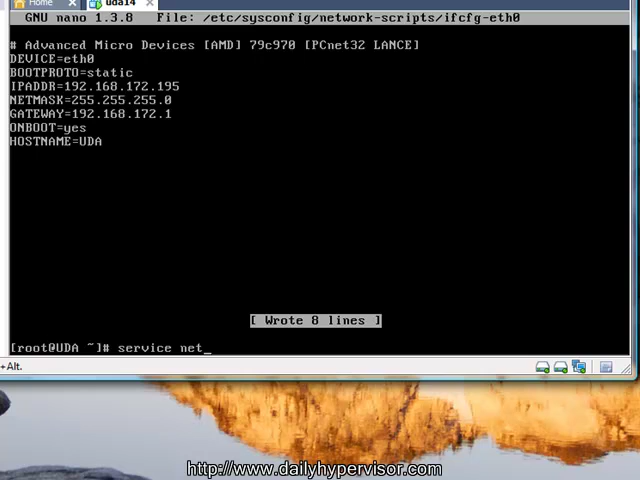 Home
uda14
GNU nano 1.3.8 File: /etc/sysconfig/network-scripts/ifcfg-eth0
# Advanced Micro Devices [AMD] 79c970 [PCnet32 LANCE]
DEVICE=eth0
BOOTPROTO=static
IPADDR=192.168.172.195
NETMASK=255.255.255.0
GATEWAY=192.168.172.1
ONBOOT=yes
HOSTNAME=UDA
[ Wrote 8 lines ]
[root@UDA ~]# service net_
+Alt.
http://www.dailyhypervisor.com